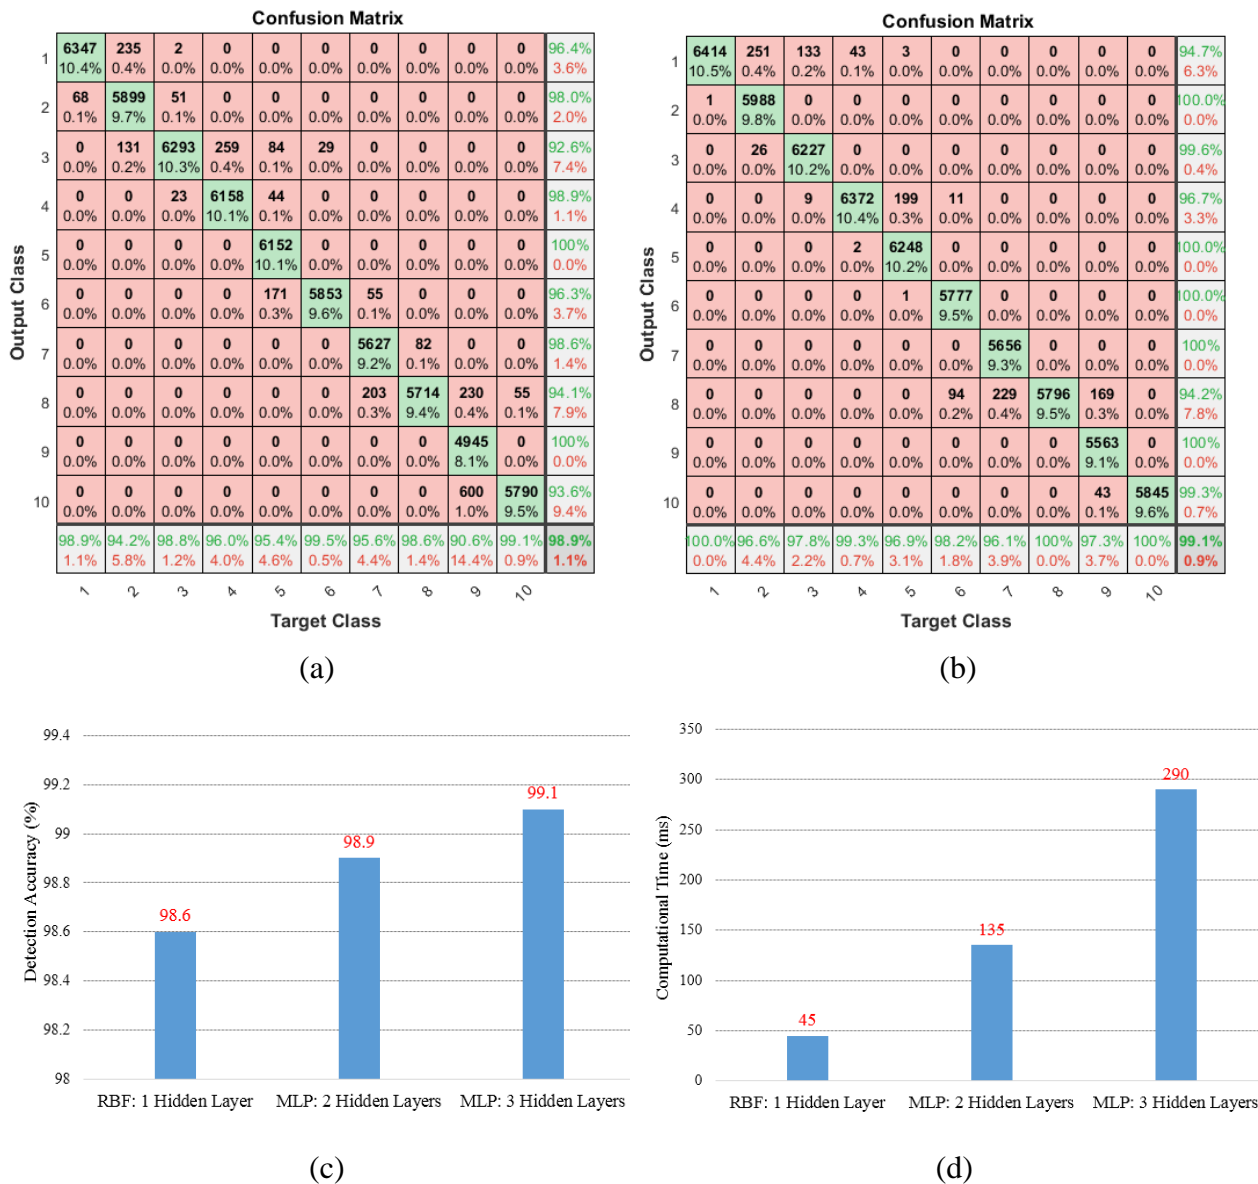 Confusion Matrix
1 6347 235 2 0 0 0 0 0 0 0 96.4%
10.4% 0.4% 0.0% 0.0% 0.0% 0.0% 0.0% 0.0% 0.0% 0.0% 3.6%
2 68 5899 51 0 0 0 0 0 0 0 98.0%
0.1% 9.7% 0.1% 0.0% 0.0% 0.0% 0.0% 0.0% 0.0% 0.0% 2.0%
3 0 131 6293 259 84 29 0 0 0 0 92.6%
0.0% 0.2% 10.3% 0.4% 0.1% 0.0% 0.0% 0.0% 0.0% 0.0% 7.4%
4 0 0 23 6158 44 0 0 0 0 0 98.9%
0.0% 0.0% 0.0% 10.1% 0.1% 0.0% 0.0% 0.0% 0.0% 0.0% 1.1%
5 0 0 0 0 6152 0 0 0 0 0 100%
0.0% 0.0% 0.0% 0.0% 10.1% 0.0% 0.0% 0.0% 0.0% 0.0% 0.0%
6 0 0 0 0 171 5853 55 0 0 0 96.3%
0.0% 0.0% 0.0% 0.0% 0.3% 9.6% 0.1% 0.0% 0.0% 0.0% 3.7%
7 0 0 0 0 0 0 5627 82 0 0 98.6%
0.0% 0.0% 0.0% 0.0% 0.0% 0.0% 9.2% 0.1% 0.0% 0.0% 1.4%
8 0 0 0 0 0 0 203 5714 230 55 94.1%
0.0% 0.0% 0.0% 0.0% 0.0% 0.0% 0.3% 9.4% 0.4% 0.1% 7.9%
9 0 0 0 0 0 0 0 0 4945 0 100%
0.0% 0.0% 0.0% 0.0% 0.0% 0.0% 0.0% 0.0% 8.1% 0.0% 0.0%
10 0 0 0 0 0 0 0 0 600 5790 93.6%
0.0% 0.0% 0.0% 0.0% 0.0% 0.0% 0.0% 0.0% 1.0% 9.5% 9.4%
98.9% 94.2% 98.8% 96.0% 95.4% 99.5% 95.6% 98.6% 90.6% 99.1% 98.9%
1.1% 5.8% 1.2% 4.0% 4.6% 0.5% 4.4% 1.4% 14.4% 0.9% 1.1%
1 2 3 4 5 6 7 8 9 10
Output Class
Target Class
(a)
Confusion Matrix
1 6414 251 133 43 3 0 0 0 0 0 94.7%
10.5% 0.4% 0.2% 0.1% 0.0% 0.0% 0.0% 0.0% 0.0% 0.0% 6.3%
2 1 5988 0 0 0 0 0 0 0 0 100.0%
0.0% 9.8% 0.0% 0.0% 0.0% 0.0% 0.0% 0.0% 0.0% 0.0% 0.0%
3 0 26 6227 0 0 0 0 0 0 0 99.6%
0.0% 0.0% 10.2% 0.0% 0.0% 0.0% 0.0% 0.0% 0.0% 0.0% 0.4%
4 0 0 9 6372 199 11 0 0 0 0 96.7%
0.0% 0.0% 0.0% 10.4% 0.3% 0.0% 0.0% 0.0% 0.0% 0.0% 3.3%
5 0 0 0 2 6248 0 0 0 0 0 100.0%
0.0% 0.0% 0.0% 0.0% 10.2% 0.0% 0.0% 0.0% 0.0% 0.0% 0.0%
6 0 0 0 0 1 5777 0 0 0 0 100.0%
0.0% 0.0% 0.0% 0.0% 0.0% 9.5% 0.0% 0.0% 0.0% 0.0% 0.0%
7 0 0 0 0 0 0 5656 0 0 0 100%
0.0% 0.0% 0.0% 0.0% 0.0% 0.0% 9.3% 0.0% 0.0% 0.0% 0.0%
8 0 0 0 0 0 94 229 5796 169 0 94.2%
0.0% 0.0% 0.0% 0.0% 0.0% 0.2% 0.4% 9.5% 0.3% 0.0% 7.8%
9 0 0 0 0 0 0 0 0 5563 0 100%
0.0% 0.0% 0.0% 0.0% 0.0% 0.0% 0.0% 0.0% 9.1% 0.0% 0.0%
10 0 0 0 0 0 0 0 0 43 5845 99.3%
0.0% 0.0% 0.0% 0.0% 0.0% 0.0% 0.0% 0.0% 0.1% 9.6% 0.7%
100.0% 96.6% 97.8% 99.3% 96.9% 98.2% 96.1% 100% 97.3% 100% 99.1%
0.0% 4.4% 2.2% 0.7% 3.1% 1.8% 3.9% 0.0% 3.7% 0.0% 0.9%
1 2 3 4 5 6 7 8 9 10
Output Class
Target Class
(b)
Detection Accuracy (%)
99.4
99.2
99
98.8
98.6
98.4
98.2
98
98.6
98.9
99.1
RBF: 1 Hidden Layer MLP: 2 Hidden Layers MLP: 3 Hidden Layers
(c)
Computational Time (ms)
350
300
250
200
150
100
50
0
45
135
290
RBF: 1 Hidden Layer MLP: 2 Hidden Layers MLP: 3 Hidden Layers
(d)